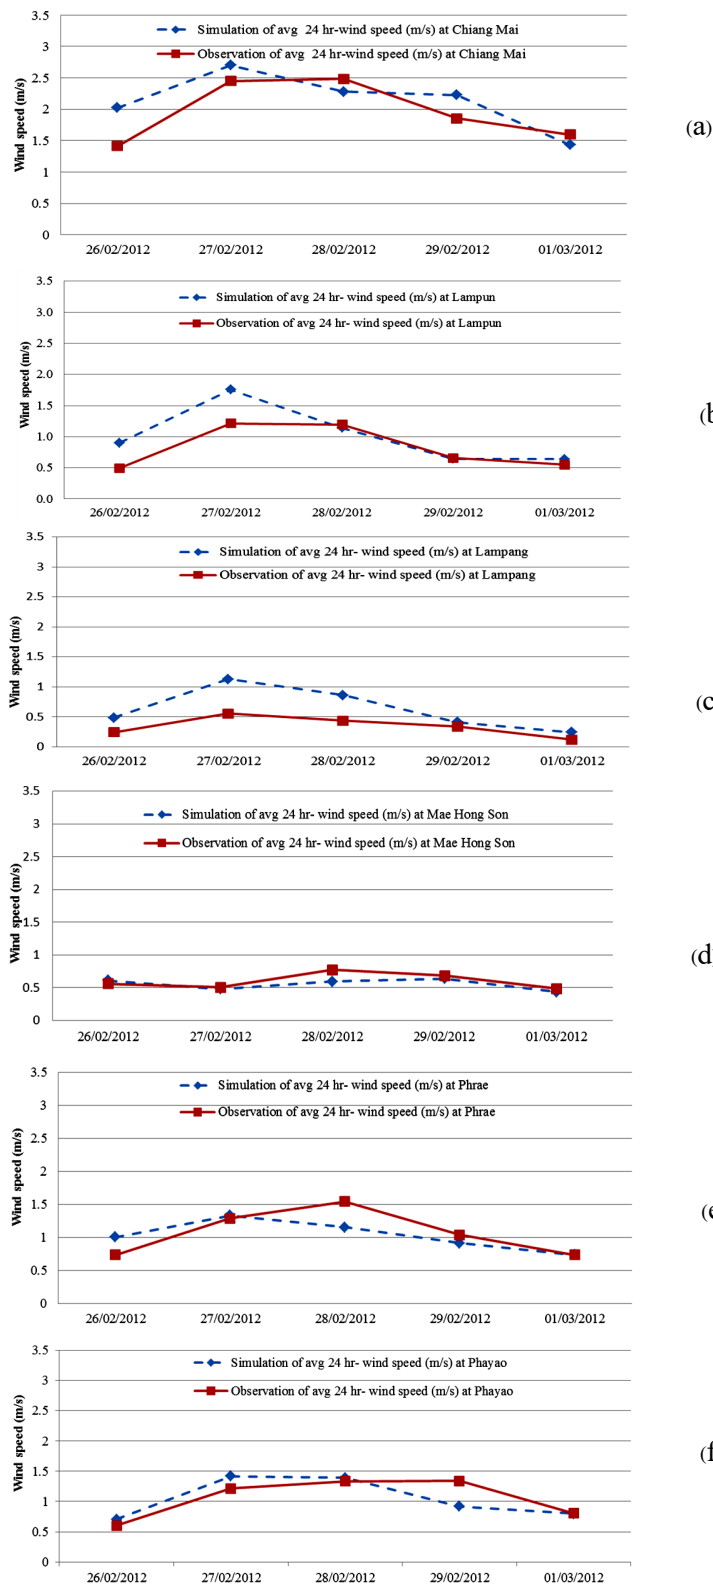 3.5
Simulation of avg 24 hr-wind speed (m/s) at Chiang Mai
3
Observation of avg 24 hr-wind speed (m/s) at Chiang Mai
2.5
2
1.5
1
0.5
0
Wind speed (m/s)
26/02/2012 27/02/2012 28/02/2012 29/02/2012 01/03/2012
(a)
3.5
Simulation of avg 24 hr- wind speed (m/s) at Lampun
3.0
Observation of avg 24 hr- wind speed (m/s) at Lampun
2.5
2.0
1.5
1.0
0.5
0.0
Wind speed (m/s)
26/02/2012 27/02/2012 28/02/2012 29/02/2012 01/03/2012
(b
3.5
Simulation of avg 24 hr- wind speed (m/s) at Lampang
3
Observation of avg 24 hr- wind speed (m/s) at Lampang
2.5
2
1.5
1
0.5
0
Wind speed (m/s)
26/02/2012 27/02/2012 28/02/2012 29/02/2012 01/03/2012
(c
3.5
Simulation of avg 24 hr- wind speed (m/s) at Mae Hong Son
3
Observation of avg 24 hr- wind speed (m/s) at Mae Hong Son
2.5
2
1.5
1
0.5
0
Wind speed (m/s)
26/02/2012 27/02/2012 28/02/2012 29/02/2012 01/03/2012
(d
3.5
Simulation of avg 24 hr- wind speed (m/s) at Phrae
3
Observation of avg 24 hr- wind speed (m/s) at Phrae
2.5
2
1.5
1
0.5
0
Wind speed (m/s)
26/02/2012 27/02/2012 28/02/2012 29/02/2012 01/03/2012
(e
3.5
Simulation of avg 24 hr- wind speed (m/s) at Phayao
3
Observation of avg 24 hr- wind speed (m/s) at Phayao
2.5
2
1.5
1
0.5
0
Wind speed (m/s)
26/02/2012 27/02/2012 28/02/2012 29/02/2012 01/03/2012
(f